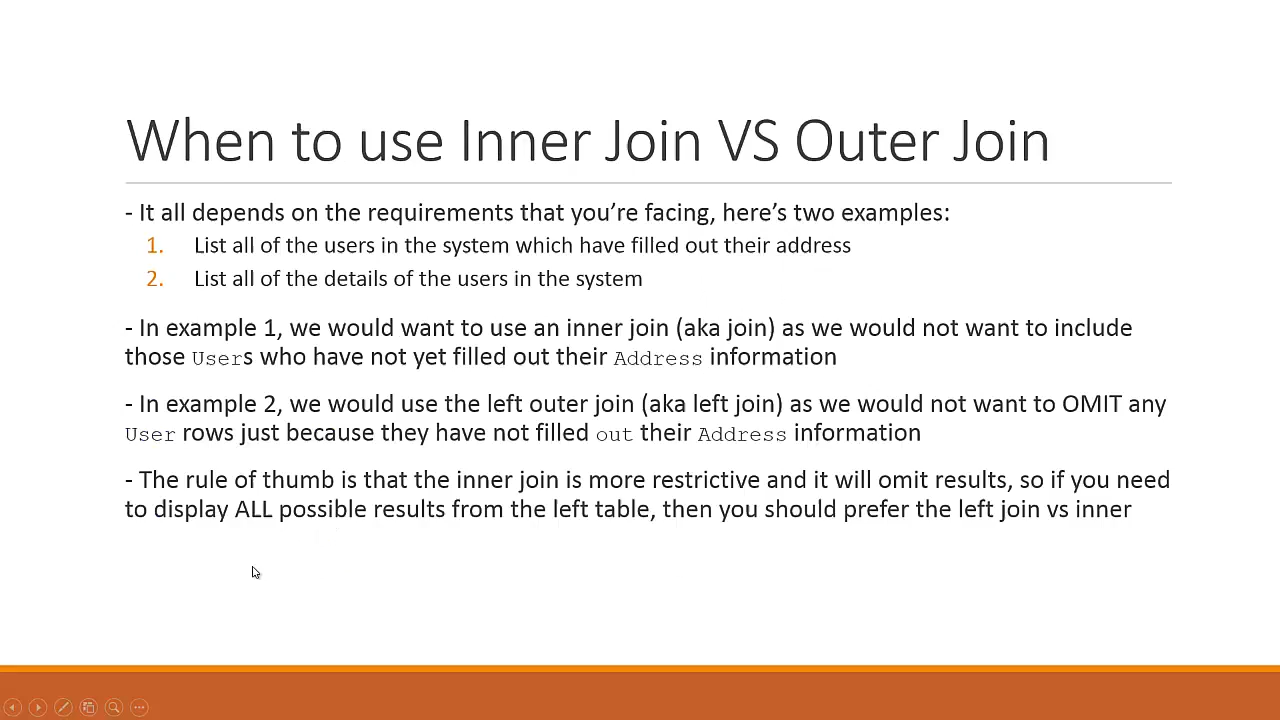 When to use Inner Join VS Outer Join
- It all depends on the requirements that you’re facing, here’s two examples:
1. List all of the users in the system which have filled out their address
2. List all of the details of the users in the system
- In example 1, we would want to use an inner join (aka join) as we would not want to include
those Users who have not yet filled out their Address information
- In example 2, we would use the left outer join (aka left join) as we would not want to OMIT any
User rows just because they have not filled out their Address information
- The rule of thumb is that the inner join is more restrictive and it will omit results, so if you need
to display ALL possible results from the left table, then you should prefer the left join vs inner